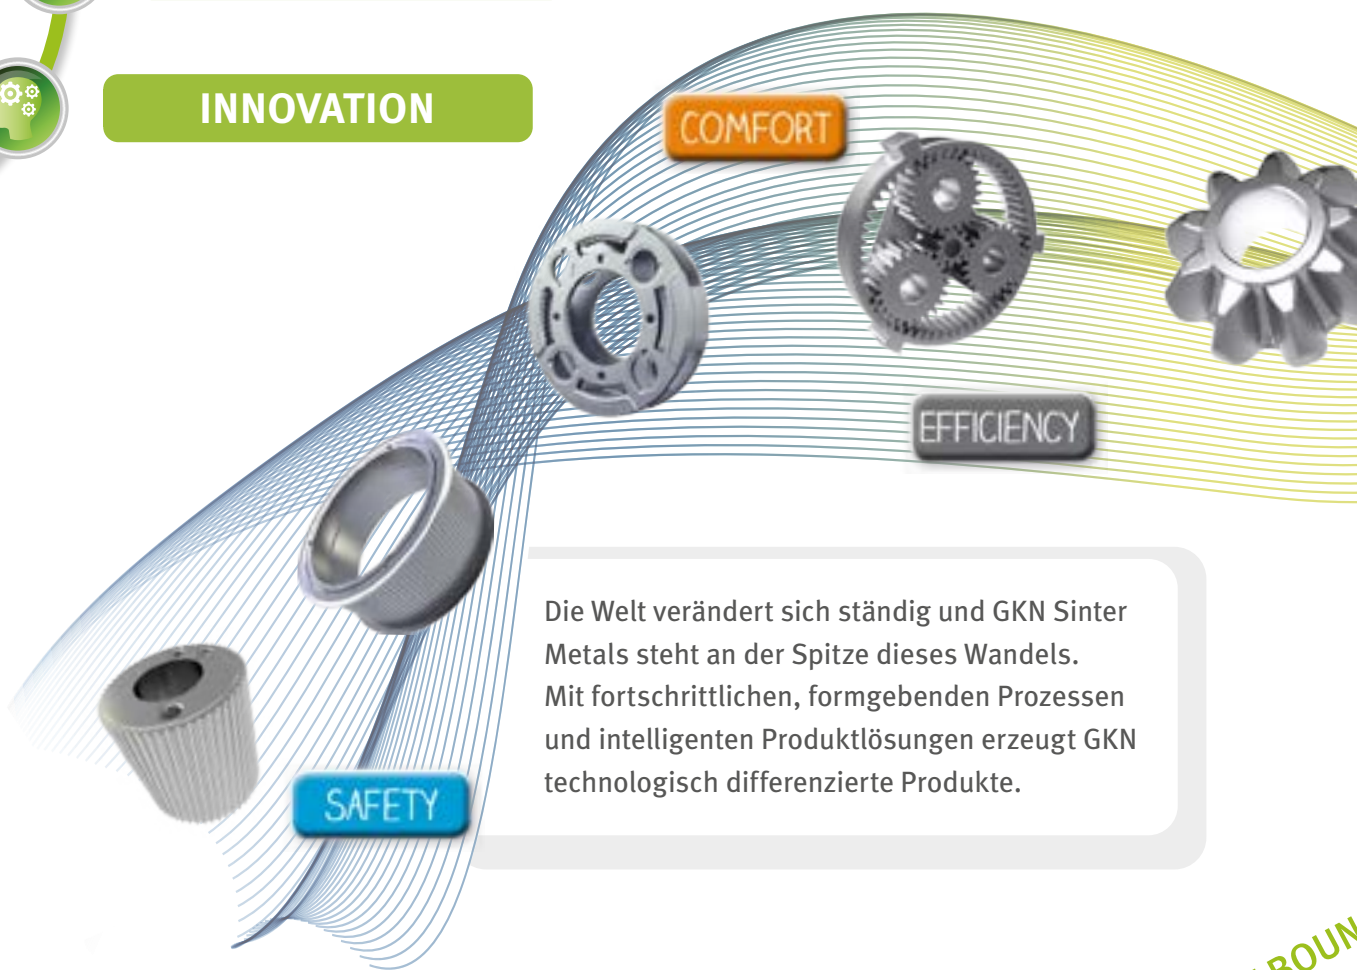 INNOVATION
COMFORT
EFFICIENCY
Die Welt verändert sich ständig und GKN Sinter
Metals steht an der Spitze dieses Wandels.
Mit fortschrittlichen, formgebenden Prozessen
und intelligenten Produktlösungen erzeugt GKN
technologisch differenzierte Produkte.
SAFETY